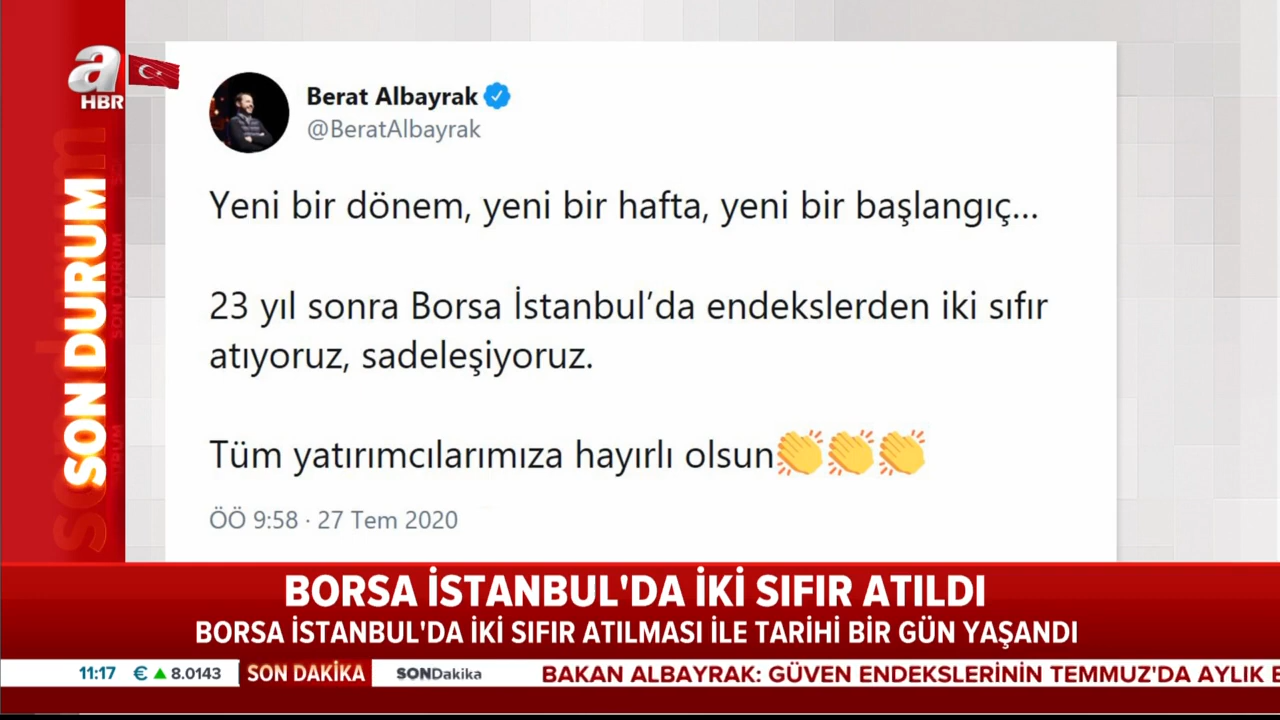 a
HBR
SON DURUM
Berat Albayrak
@BeratAlbayrak
Yeni bir dönem, yeni bir hafta, yeni bir başlangıç...
23 yıl sonra Borsa İstanbul’da endekslerden iki sıfır
atıyoruz, sadeleşiyoruz.
Tüm yatırımcılarımıza hayırlı olsun👏👏👏
ÖÖ 9:58 · 27 Tem 2020
BORSA İSTANBUL'DA İKİ SIFIR ATILDI
BORSA İSTANBUL'DA İKİ SIFIR ATILMASI İLE TARİHİ BİR GÜN YAŞANDI
11:17 € ▲ 8.0143 SON DAKİKA SONDakika BAKAN ALBAYRAK: GÜVEN ENDEKSLERİNİN TEMMUZ'DA AYLIK